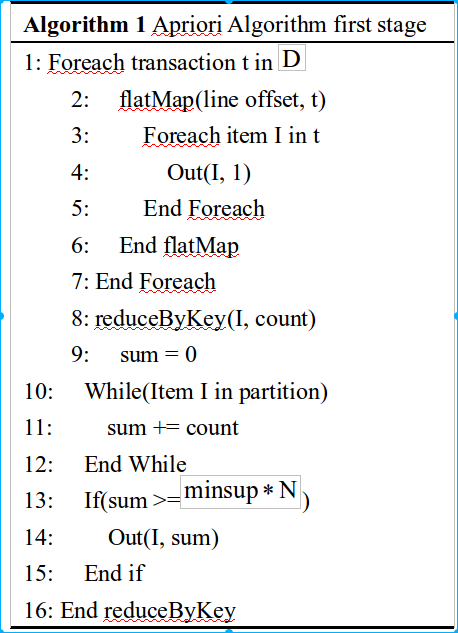 Algorithm 1 Apriori Algorithm first stage
1: Foreach transaction t in D
2: flatMap(line offset, t)
3: Foreach item I in t
4: Out(I, 1)
5: End Foreach
6: End flatMap
7: End Foreach
8: reduceByKey(I, count)
9: sum = 0
10: While(Item I in partition)
11: sum += count
12: End While
13: If(sum >=minsup * N)
14: Out(I, sum)
15: End if
16: End reduceByKey